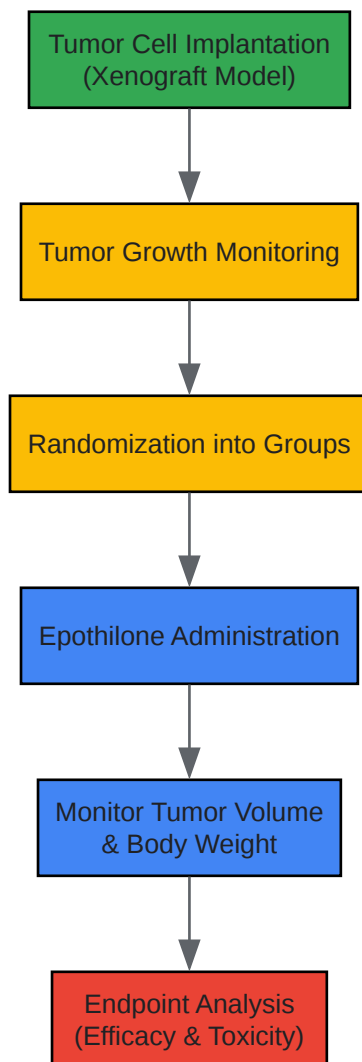 Tumor Cell Implantation
(Xenograft Model)
Tumor Growth Monitoring
Randomization into Groups
Epothilone Administration
Monitor Tumor Volume
& Body Weight
Endpoint Analysis
(Efficacy & Toxicity)